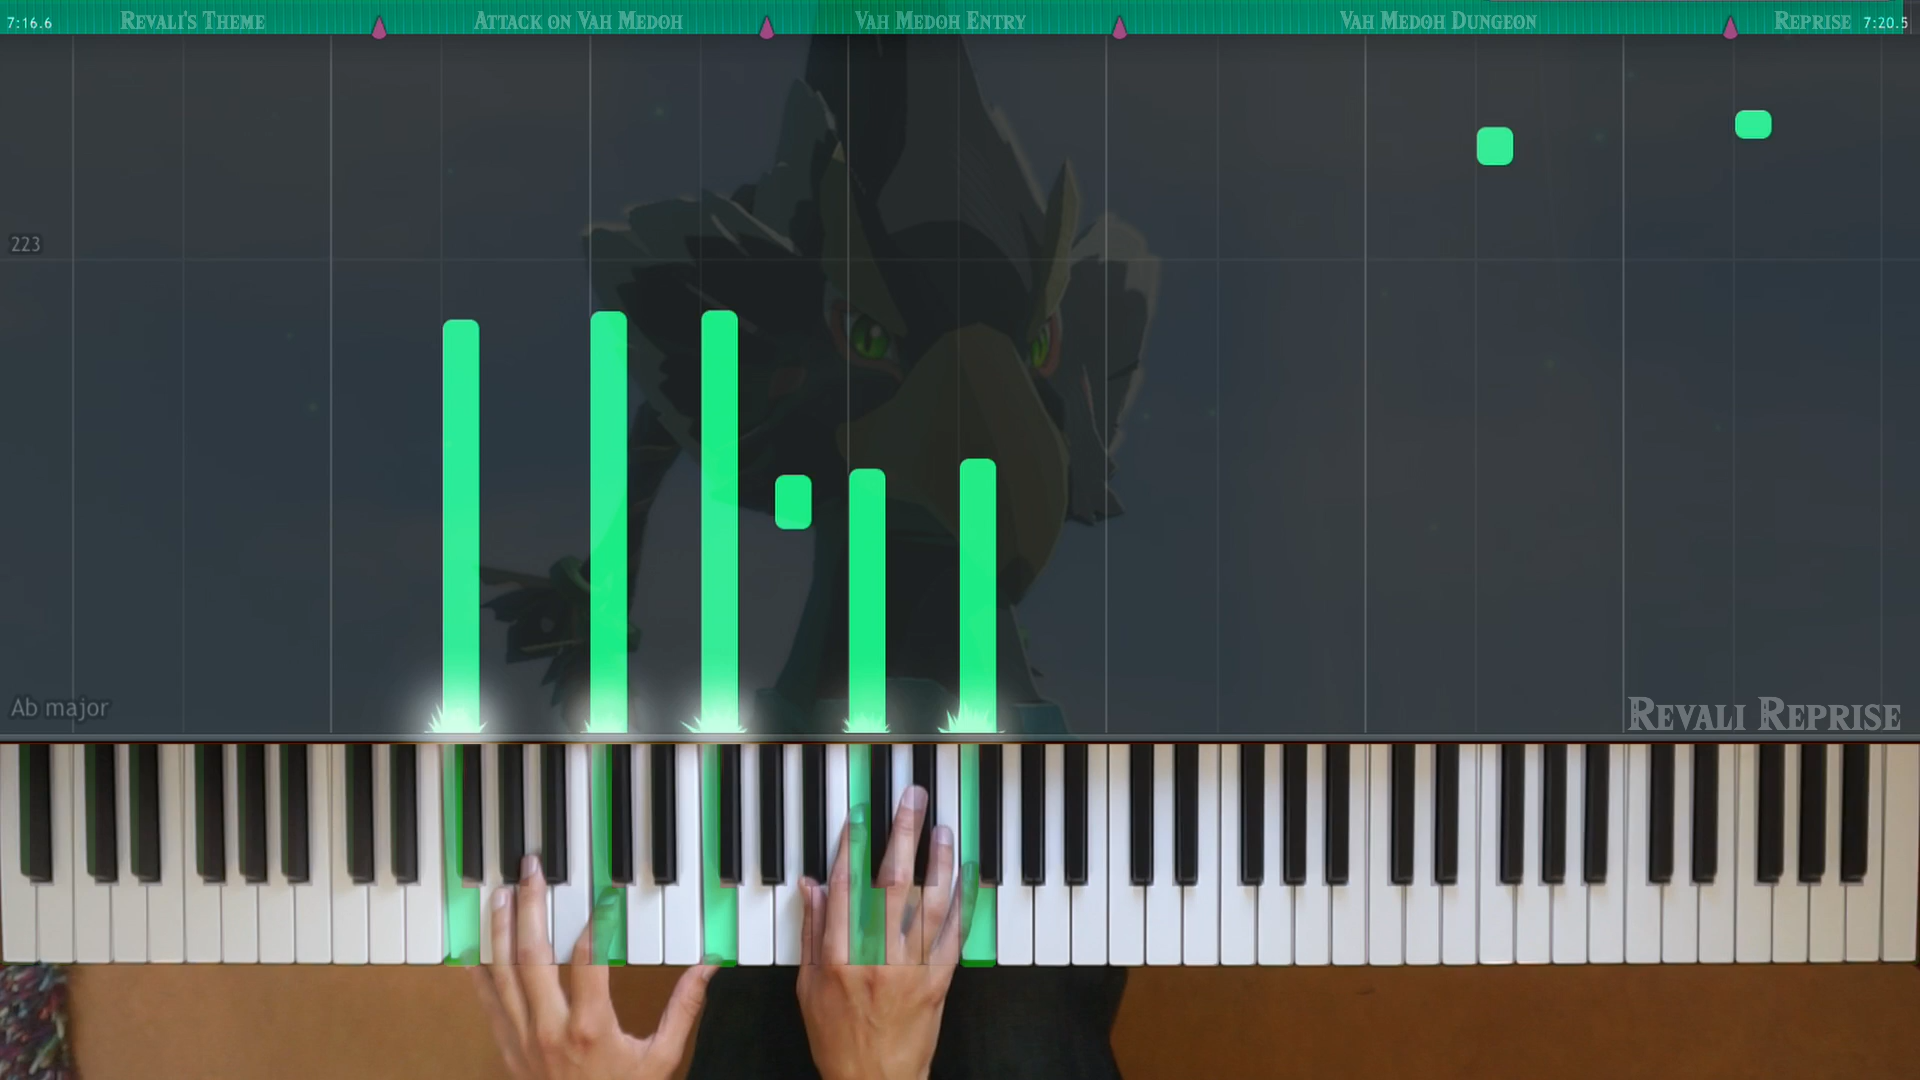 7:16.6 Revali's Theme Attack on Vah Medoh Vah Medoh Entry Vah Medoh Dungeon Reprise 7:20.5
223
Ab major
Revali Reprise